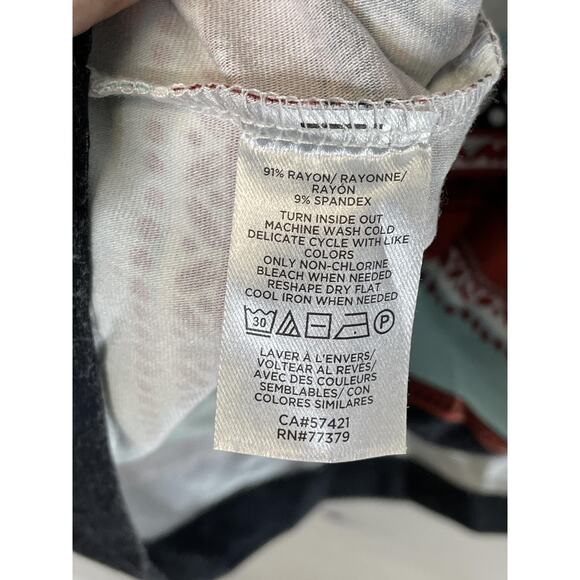 91% RAYON/ RAYONNE/
RAYÓN
9% SPANDEX
TURN INSIDE OUT
MACHINE WASH COLD
DELICATE CYCLE WITH LIKE
COLORS
ONLY NON-CHLORINE
BLEACH WHEN NEEDED
RESHAPE DRY FLAT
COOL IRON WHEN NEEDED
30 P
LAVER À L'ENVERS/
VOLTEAR AL REVÉS/
AVEC DES COULEURS
SEMBLABLES/ CON
COLORES SIMILARES
CA#57421
RN#77379